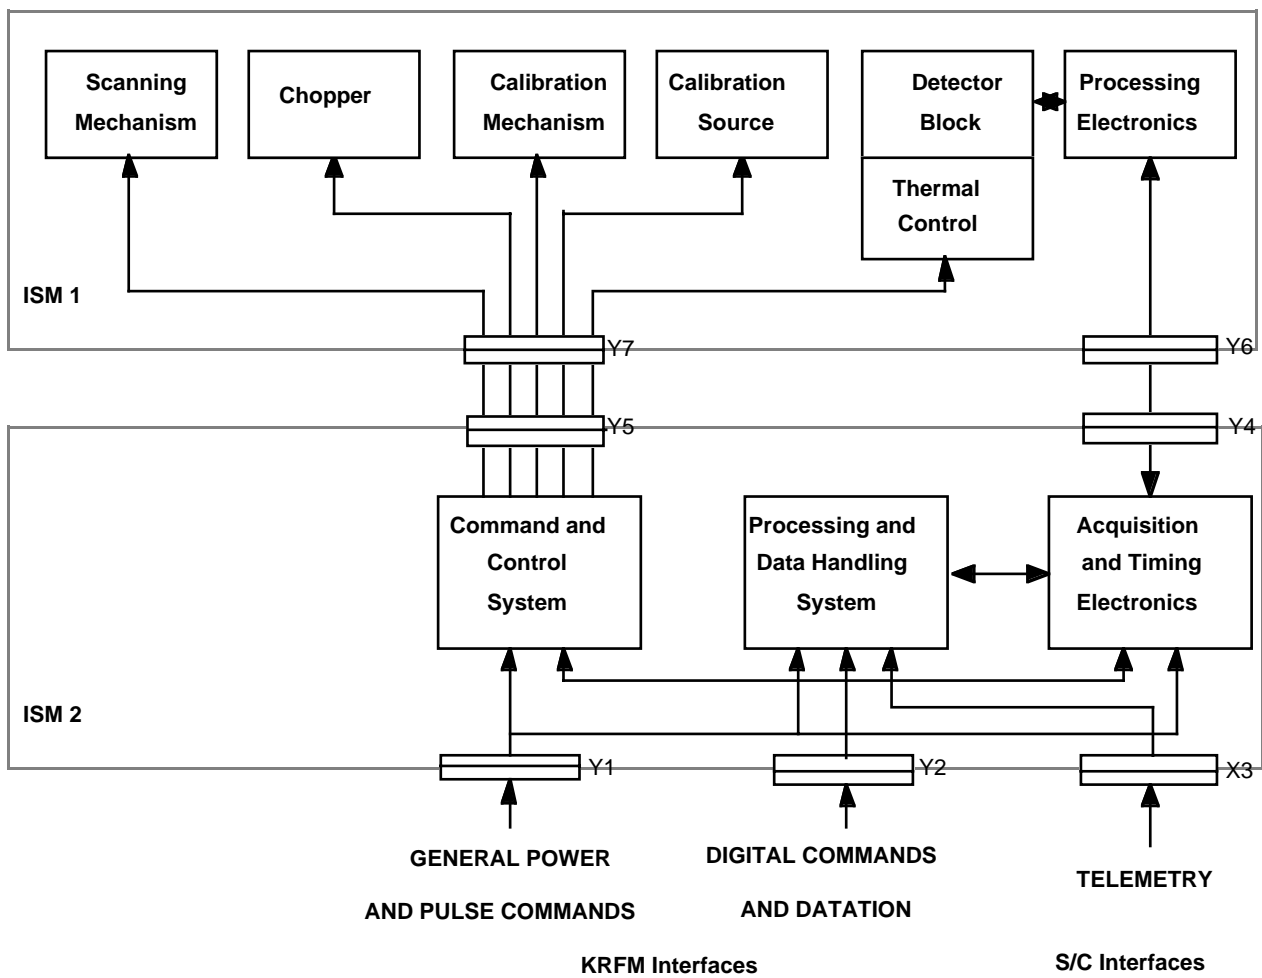 Scanning
Mechanism
Chopper
Calibration
Mechanism
Calibration
Source
Detector
Block
Processing
Electronics
Thermal
Control
ISM 1
Y7
Y6
Y5
Y4
Command and
Control
System
Processing and
Data Handling
System
Acquisition
and Timing
Electronics
ISM 2
Y1
Y2
X3
GENERAL POWER
AND PULSE COMMANDS
DIGITAL COMMANDS
AND DATATION
TELEMETRY
KRFM Interfaces
S/C Interfaces